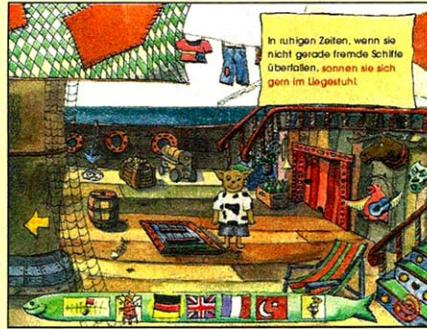 In ruhigen Zeiten, wenn sie
nicht gerade fremde Schiffe
überfallen, sonnen sie sich
gern im Liegestuhl.